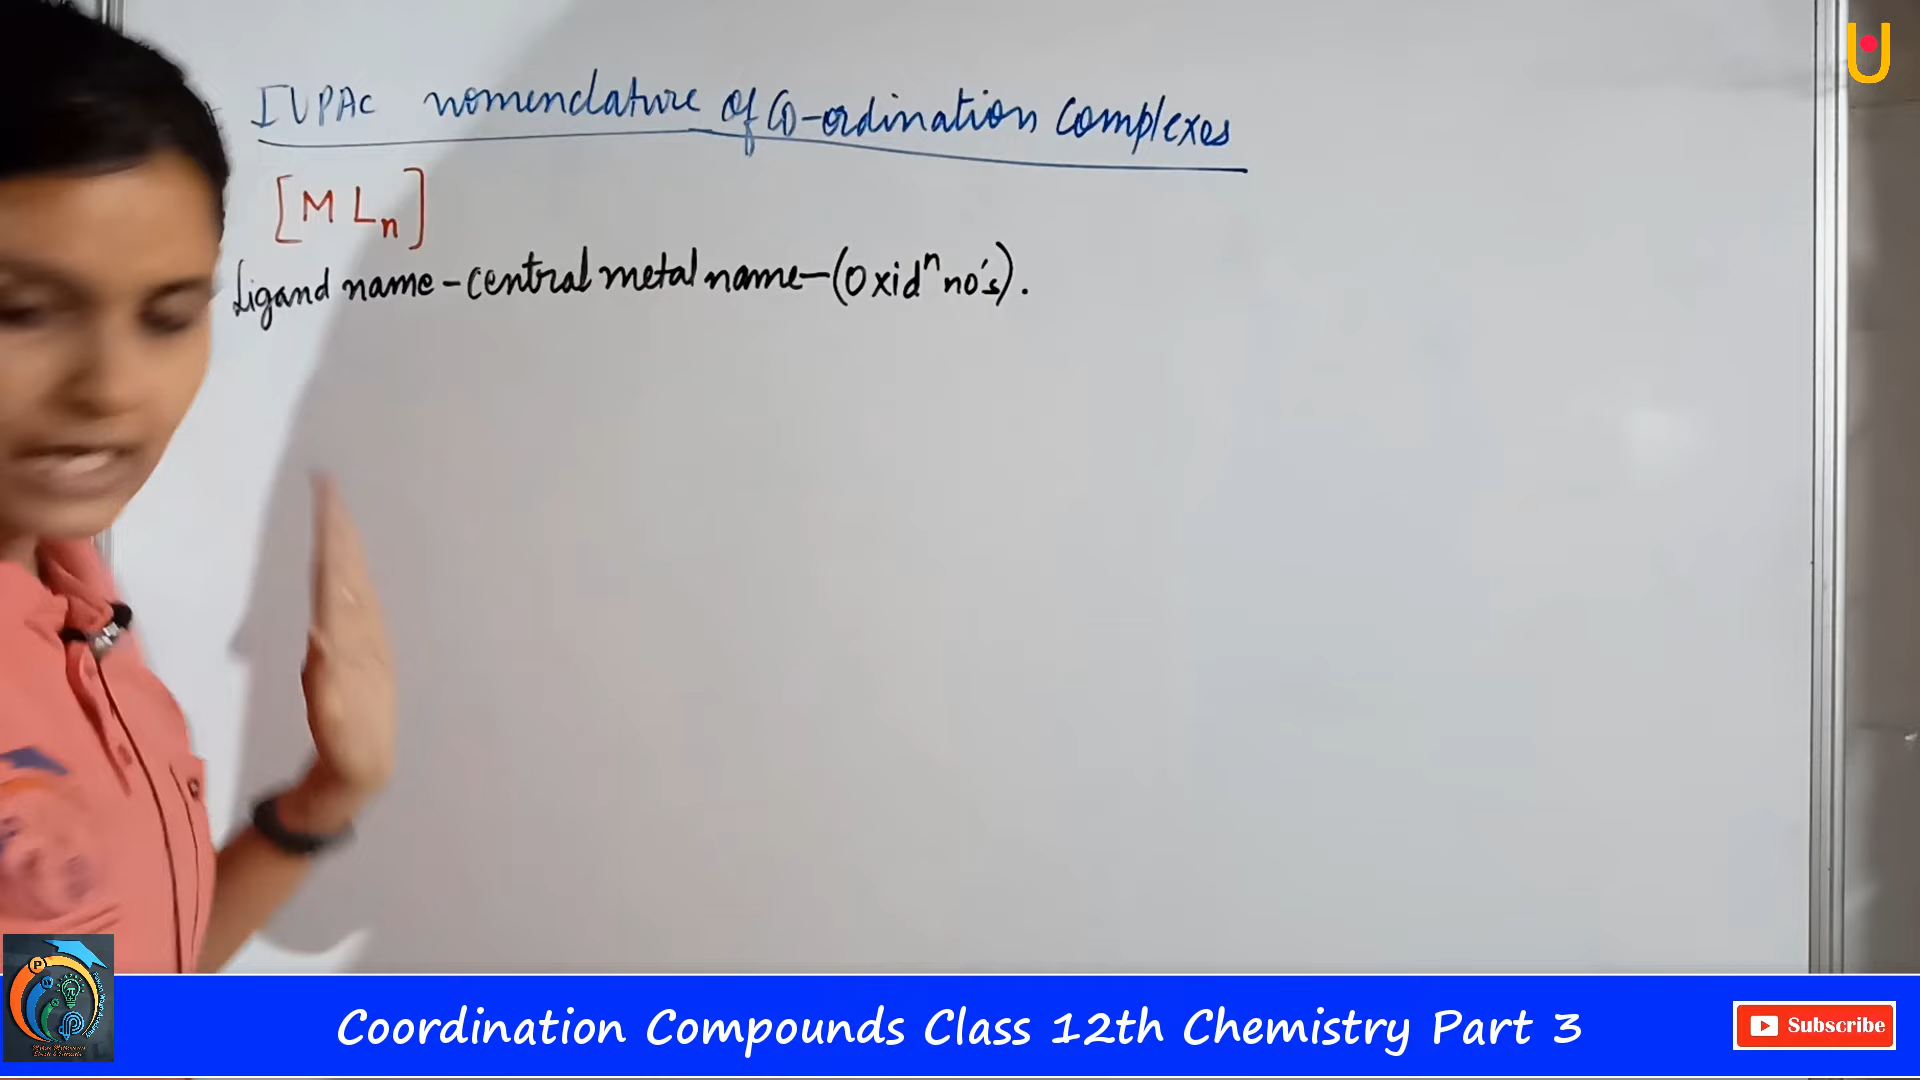 IUPAC nomenclature of Co-ordination Complexes
[MLn]
Ligand name - central metal name - (Oxidⁿ no's).
Coordination Compounds Class 12th Chemistry Part 3
Subscribe